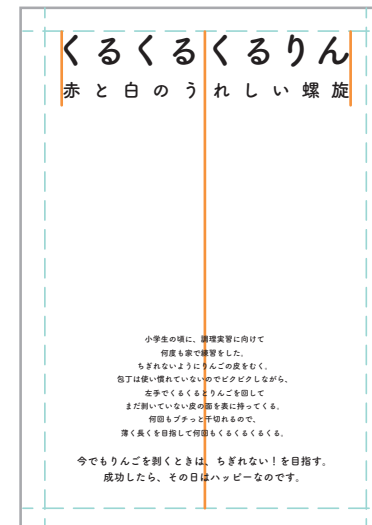 くるくるくるりん
赤と白のうれしい螺旋
小学生の頃に、調理実習に向けて
何度も家で練習をした。
ちぎれないようにりんごの皮をむく。
包丁は使い慣れていないのでビクビクしながら、
左手でくるくるとりんごを回して
まだ剥いていない皮の面を表に持ってくる。
何回もプチっと千切れるので、
薄く長くを目指して何回もくるくるくるくる。
今でもりんごを剥くときは、ちぎれない！を目指す。
成功したら、その日はハッピーなのです。